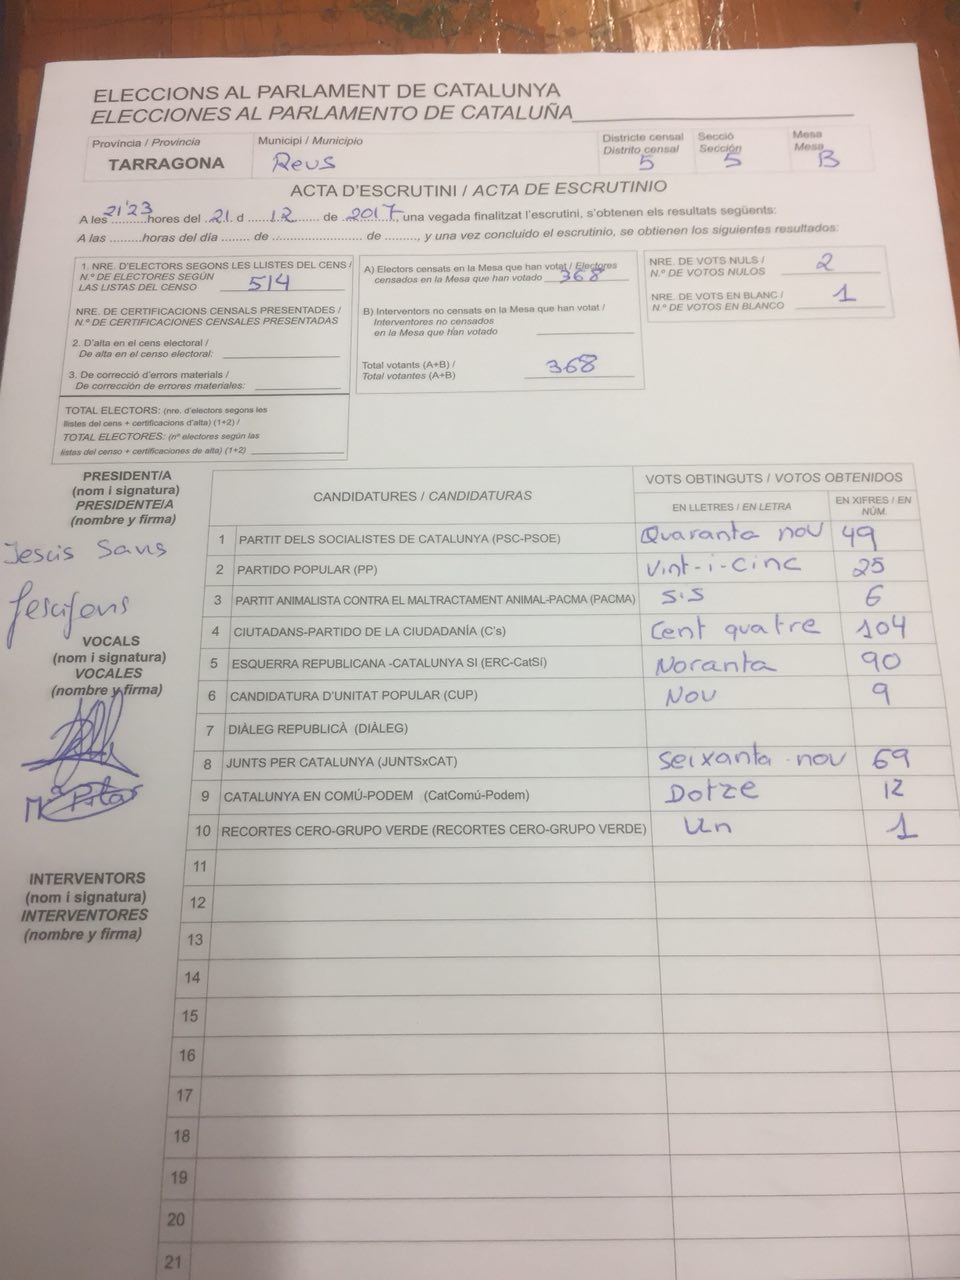 ELECCIONS AL PARLAMENT DE CATALUNYA
ELECCIONES AL PARLAMENTO DE CATALUÑA
Província / Provincia
TARRAGONA
Municipi / Municipio
Reus
Districte censal
Distrito censal
5
Secció
Sección
5
Mesa
Mesa
B
ACTA D'ESCRUTINI / ACTA DE ESCRUTINIO
A les 21'23 hores del 21 d 12 de 2017, una vegada finalitzat l'escrutini, s'obtenen els resultats següents:
A las .........horas del día ........ de ........................ de ........., y una vez concluido el escrutinio, se obtienen los siguientes resultados:
1. NRE. D'ELECTORS SEGONS LES LLISTES DEL CENS /
N.º DE ELECTORES SEGÚN
LAS LISTAS DEL CENSO 514
NRE. DE CERTIFICACIONS CENSALS PRESENTADES /
N.º DE CERTIFICACIONES CENSALES PRESENTADAS
2. D'alta en el cens electoral /
De alta en el censo electoral:
3. De correcció d'errors materials /
De corrección de errores materiales:
TOTAL ELECTORS: (nre. d'electors segons les
llistes del cens + certificacions d'alta) (1+2) /
TOTAL ELECTORES: (nº electores según las
listas del censo + certificaciones de alta) (1+2)
A) Electors censats en la Mesa que han votat / Electores
censados en la Mesa que han votado 368
B) Interventors no censats en la Mesa que han votat /
Interventores no censados
en la Mesa que han votado
Total votants (A+B) /
Total votantes (A+B) 368
NRE. DE VOTS NULS /
N.º DE VOTOS NULOS 2
NRE. DE VOTS EN BLANC /
N.º DE VOTOS EN BLANCO 1
PRESIDENT/A
(nom i signatura)
PRESIDENTE/A
(nombre y firma)
Jesús Sans
VOCALS
(nom i signatura)
VOCALES
(nombre y firma)
Mª Pilar
INTERVENTORS
(nom i signatura)
INTERVENTORES
(nombre y firma)
CANDIDATURES / CANDIDATURAS
VOTS OBTINGUTS / VOTOS OBTENIDOS
EN LLETRES / EN LETRA
EN XIFRES / EN
NÚM.
1 PARTIT DELS SOCIALISTES DE CATALUNYA (PSC-PSOE) Quaranta nou 49
2 PARTIDO POPULAR (PP) Vint-i-cinc 25
3 PARTIT ANIMALISTA CONTRA EL MALTRACTAMENT ANIMAL-PACMA (PACMA) sis 6
4 CIUTADANS-PARTIDO DE LA CIUDADANÍA (C's) Cent quatre 104
5 ESQUERRA REPUBLICANA -CATALUNYA SI (ERC-CatSí) Noranta 90
6 CANDIDATURA D'UNITAT POPULAR (CUP) Nou 9
7 DIÀLEG REPUBLICÀ (DIÀLEG)
8 JUNTS PER CATALUNYA (JUNTSxCAT) Seixanta-nou 69
9 CATALUNYA EN COMÚ-PODEM (CatComú-Podem) Dotze 12
10 RECORTES CERO-GRUPO VERDE (RECORTES CERO-GRUPO VERDE) Un 1
11
12
13
14
15
16
17
18
19
20
21